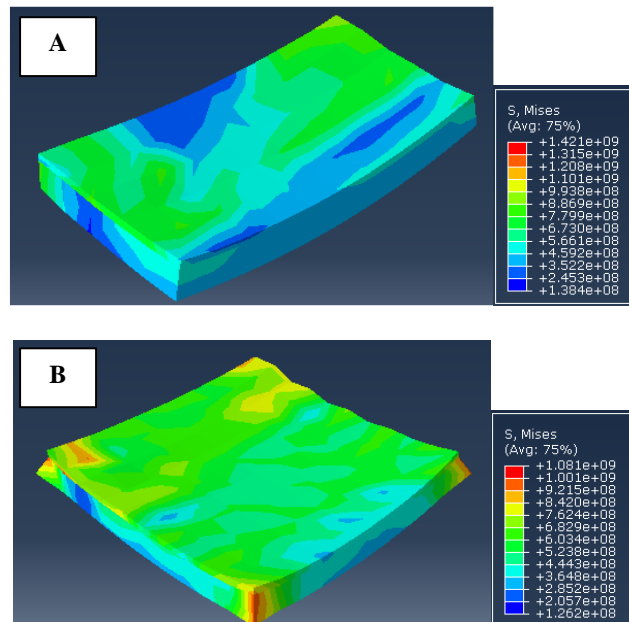 A
S, Mises
(Avg: 75%)
+1.421e+09
+1.315e+09
+1.208e+09
+1.101e+09
+9.938e+08
+8.869e+08
+7.799e+08
+6.730e+08
+5.661e+08
+4.592e+08
+3.522e+08
+2.453e+08
+1.384e+08
B
S, Mises
(Avg: 75%)
+1.081e+09
+1.001e+09
+9.215e+08
+8.420e+08
+7.624e+08
+6.829e+08
+6.034e+08
+5.238e+08
+4.443e+08
+3.648e+08
+2.852e+08
+2.057e+08
+1.262e+08